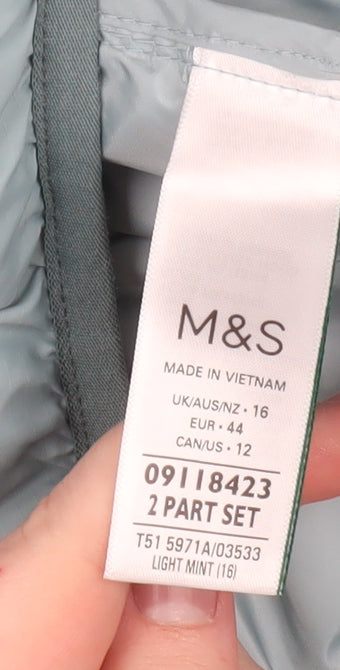 M&S
MADE IN VIETNAM
UK/AUS/NZ • 16
EUR • 44
CAN/US • 12
09118423
2 PART SET
T51 5971A/03533
LIGHT MINT (16)